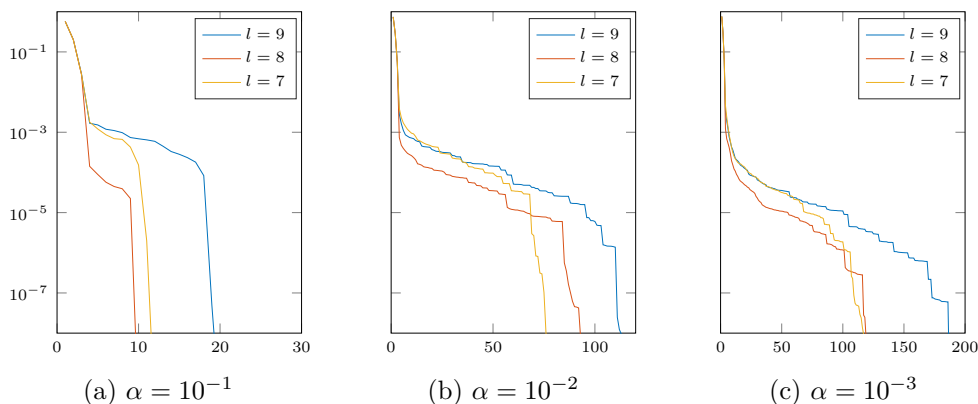 l = 9
l = 8
l = 7
l = 9
l = 8
l = 7
l = 9
l = 8
l = 7
10⁻¹
10⁻³
10⁻⁵
10⁻⁷
0 10 20 30
0 50 100
0 50 100 150 200
(a) α = 10⁻¹
(b) α = 10⁻²
(c) α = 10⁻³